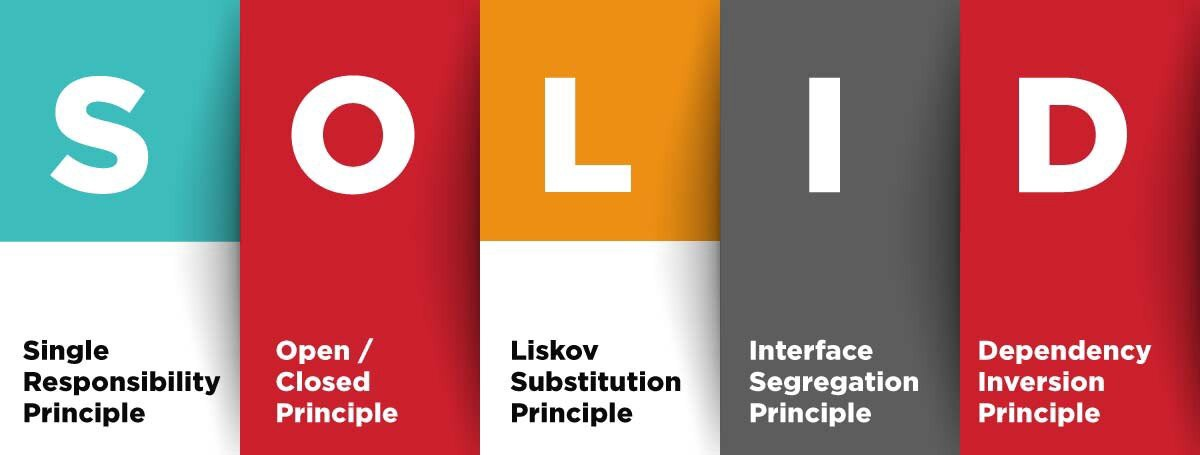 S
O
L
I
D
Single
Responsibility
Principle
Open /
Closed
Principle
Liskov
Substitution
Principle
Interface
Segregation
Principle
Dependency
Inversion
Principle